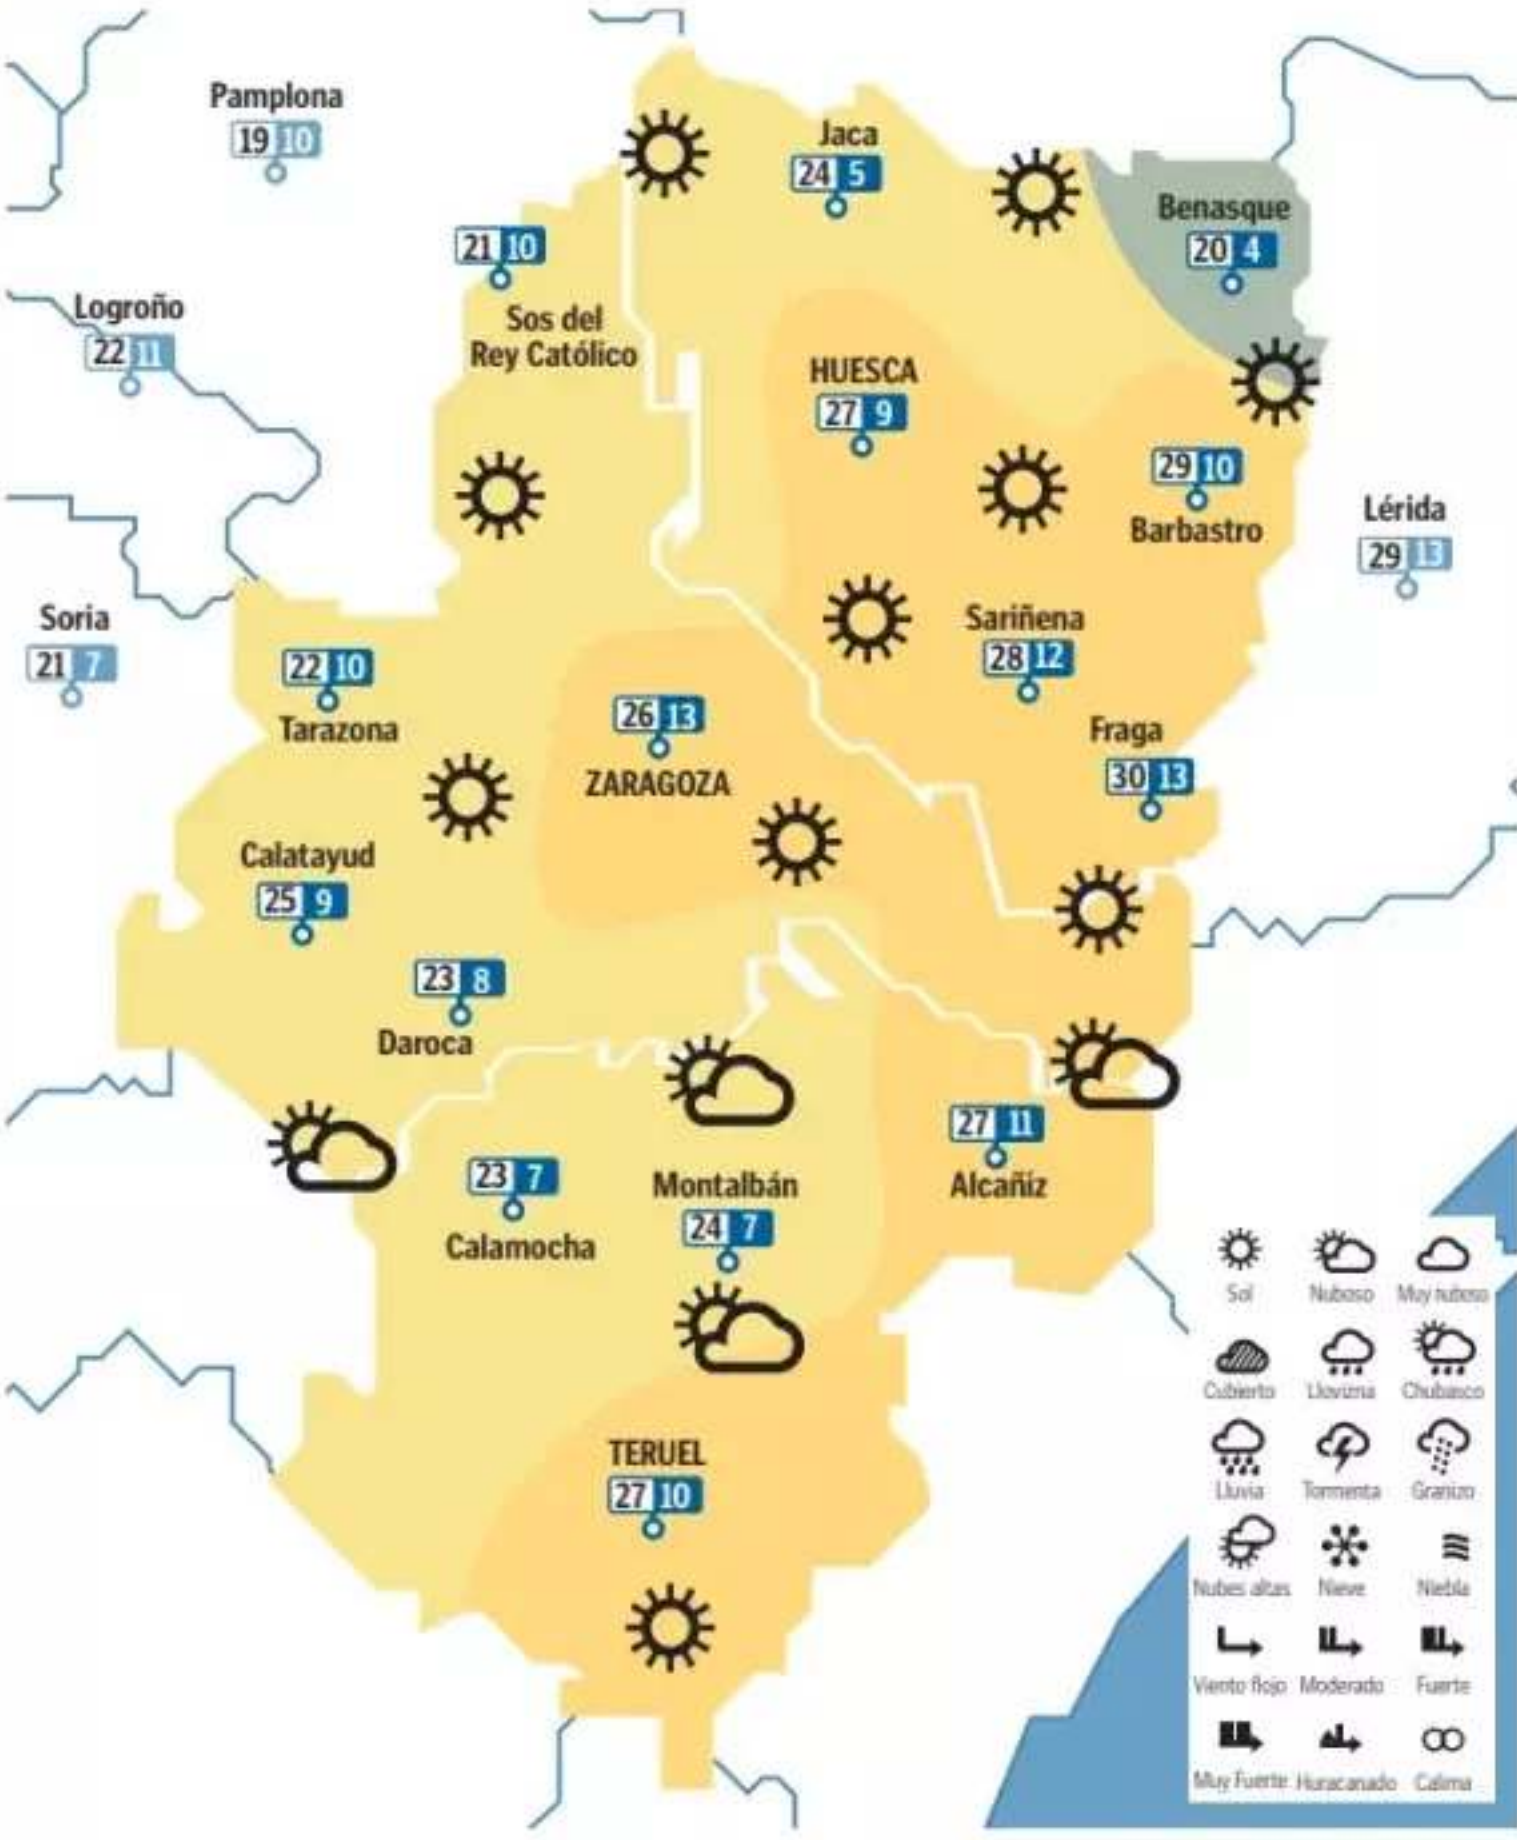 Pamplona
19 10
Jaca
24 5
Benasque
20 4
21 10
Sos del
Rey Católico
Logroño
22 11
HUESCA
27 9
29 10
Barbastro
Lérida
29 13
Soria
21 7
22 10
Tarazona
Sariñena
28 12
26 13
ZARAGOZA
Fraga
30 13
Calatayud
25 9
23 8
Daroca
27 11
Alcañiz
23 7
Calamocha
Montalbán
24 7
TERUEL
27 10
Sol Nuboso Muy nuboso
Cubierto Llovizna Chubasco
Lluvia Tormenta Granizo
Nubes altas Nieve Niebla
Viento flojo Moderado Fuerte
Muy Fuerte Huracanado Calima